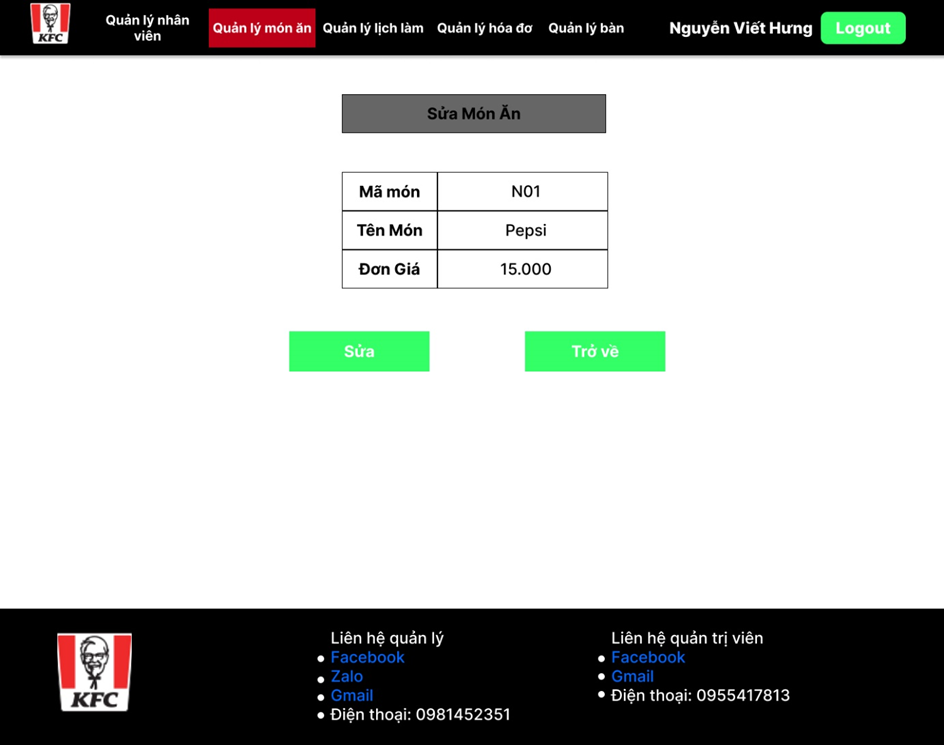 KFC
Quản lý nhân
viên
Quản lý món ăn
Quản lý lịch làm
Quản lý hóa đơ
Quản lý bàn
Nguyễn Viết Hưng
Logout
Sửa Món Ăn
Mã món N01
Tên Món Pepsi
Đơn Giá 15.000
Sửa
Trở về
KFC
Liên hệ quản lý
Facebook
Zalo
Gmail
Điện thoại: 0981452351
Liên hệ quản trị viên
Facebook
Gmail
Điện thoại: 0955417813